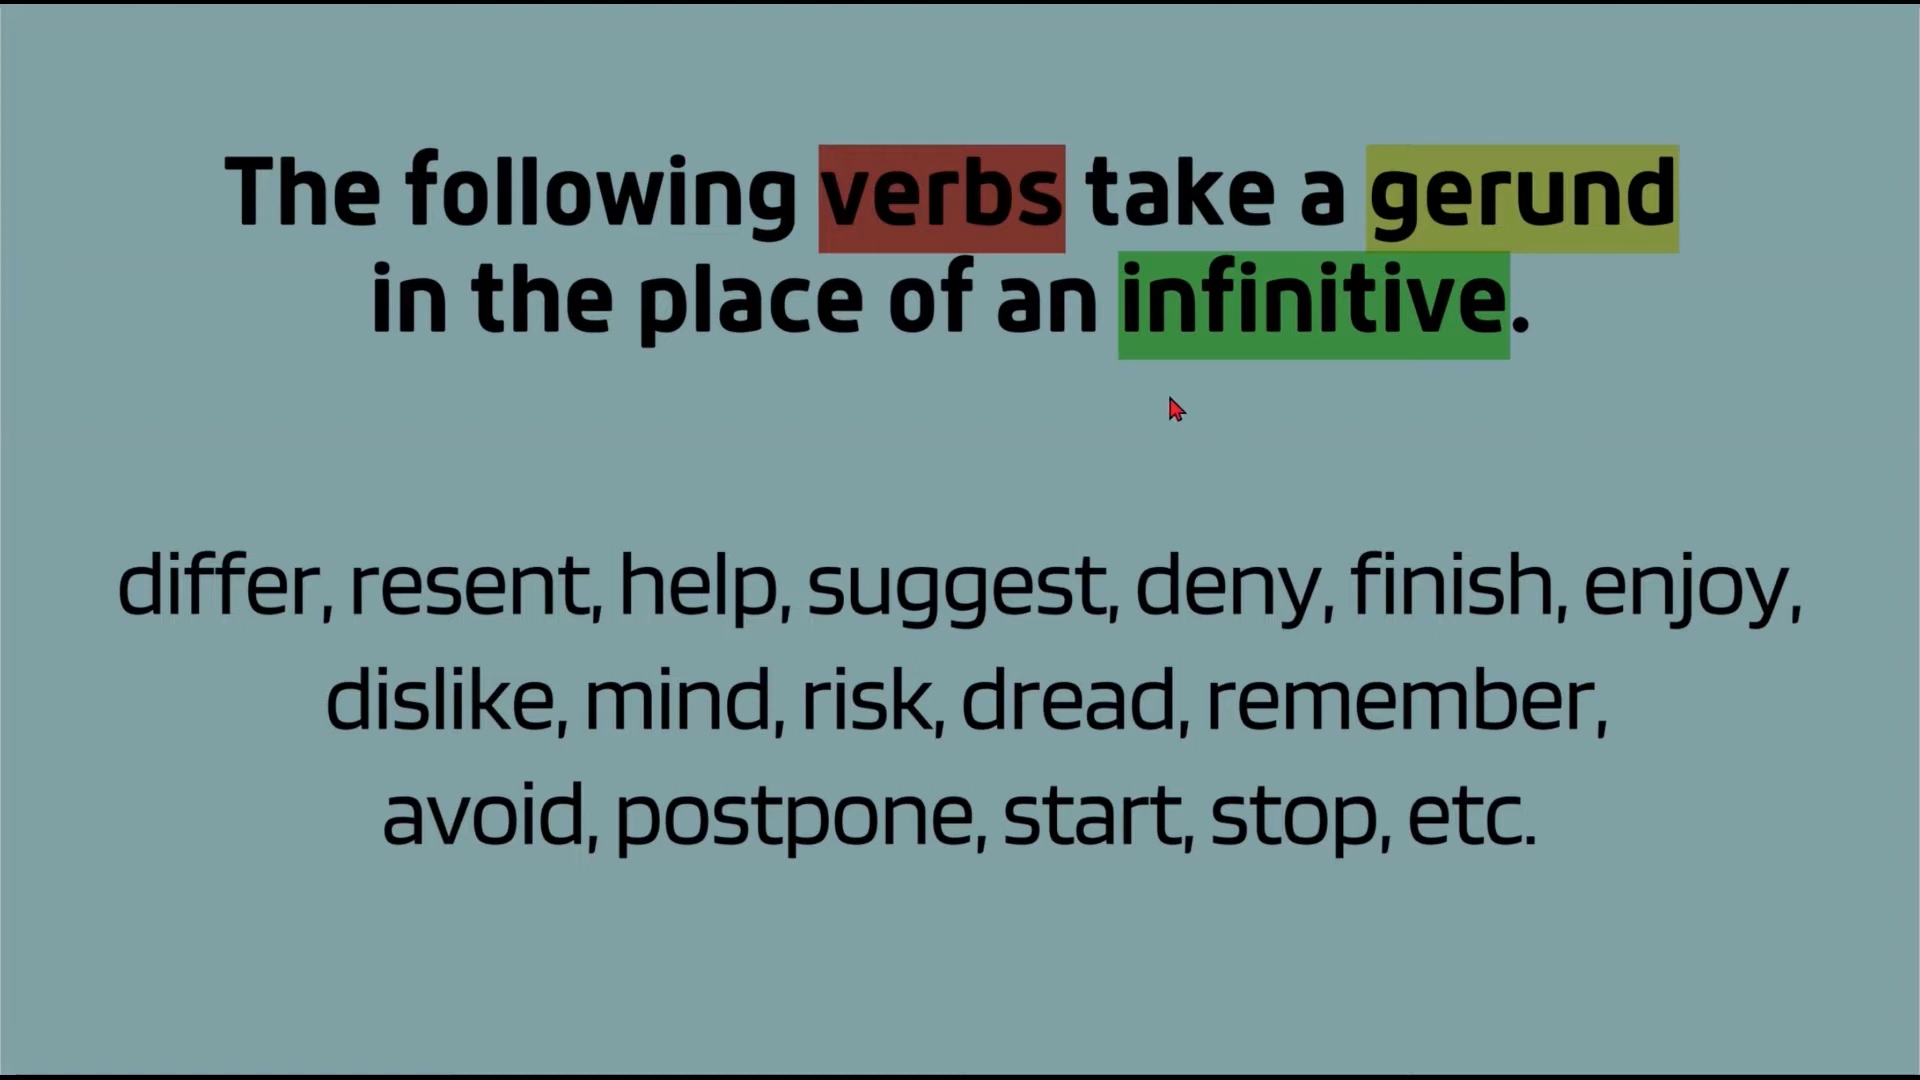 The following verbs take a gerund
in the place of an infinitive.
differ, resent, help, suggest, deny, finish, enjoy,
dislike, mind, risk, dread, remember,
avoid, postpone, start, stop, etc.